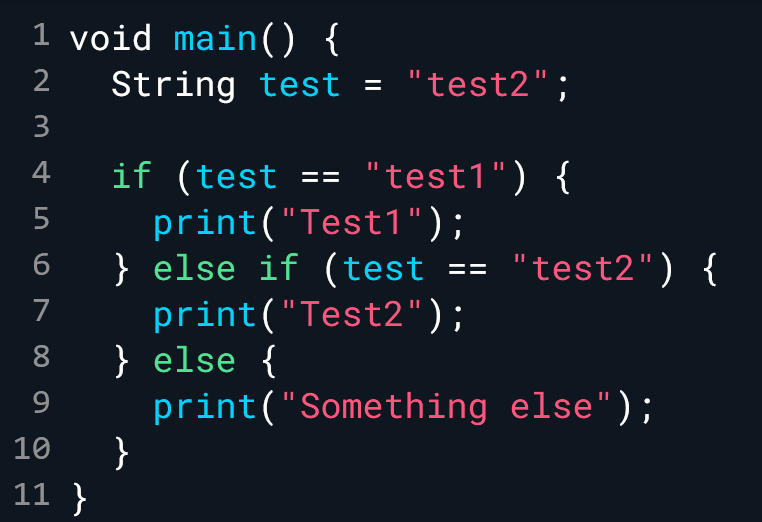 1 void main() {
2   String test = "test2";
3
4   if (test == "test1") {
5     print("Test1");
6   } else if (test == "test2") {
7     print("Test2");
8   } else {
9     print("Something else");
10   }
11 }